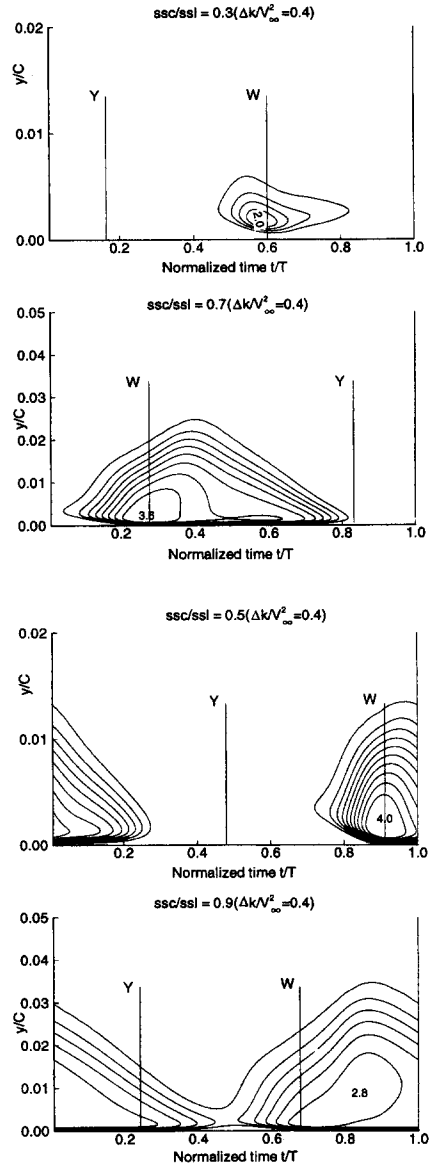 ssc/ssl = 0.3(Δk/V²∞=0.4)
0.02
Y
W
y/C
0.01
2.0
0.00
0.2 0.4 0.6 0.8 1.0
Normalized time t/T
ssc/ssl = 0.7(Δk/V²∞=0.4)
0.05
0.04
W
Y
y/C
0.03
0.02
0.01
3.6
0.00
0.2 0.4 0.6 0.8 1.0
Normalized time t/T
ssc/ssl = 0.5(Δk/V²∞=0.4)
0.02
Y
W
y/C
0.01
4.0
0.00
0.2 0.4 0.6 0.8 1.0
Normalized time t/T
ssc/ssl = 0.9(Δk/V²∞=0.4)
0.05
0.04
Y
W
y/C
0.03
0.02
0.01
2.8
0.00
0.2 0.4 0.6 0.8 1.0
Normalized time t/T